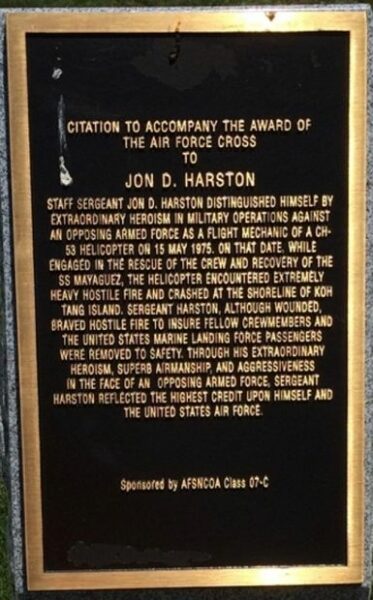 CITATION TO ACCOMPANY THE AWARD OF
THE AIR FORCE CROSS
TO
JON D. HARSTON
STAFF SERGEANT JON D. HARSTON DISTINGUISHED HIMSELF BY
EXTRAORDINARY HEROISM IN MILITARY OPERATIONS AGAINST
AN OPPOSING ARMED FORCE AS A FLIGHT MECHANIC OF A CH-
53 HELICOPTER ON 15 MAY 1975. ON THAT DATE, WHILE
ENGAGED IN THE RESCUE OF THE CREW AND RECOVERY OF THE
SS MAYAGUEZ, THE HELICOPTER ENCOUNTERED EXTREMELY
HEAVY HOSTILE FIRE AND CRASHED AT THE SHORELINE OF KOH
TANG ISLAND. SERGEANT HARSTON, ALTHOUGH WOUNDED,
BRAVED HOSTILE FIRE TO INSURE FELLOW CREWMEMBERS AND
THE UNITED STATES MARINE LANDING FORCE PASSENGERS
WERE REMOVED TO SAFETY. THROUGH HIS EXTRAORDINARY
HEROISM, SUPERB AIRMANSHIP, AND AGGRESSIVENESS
IN THE FACE OF AN OPPOSING ARMED FORCE, SERGEANT
HARSTON REFLECTED THE HIGHEST CREDIT UPON HIMSELF AND
THE UNITED STATES AIR FORCE.
Sponsored by AFSNCOA Class 07-C